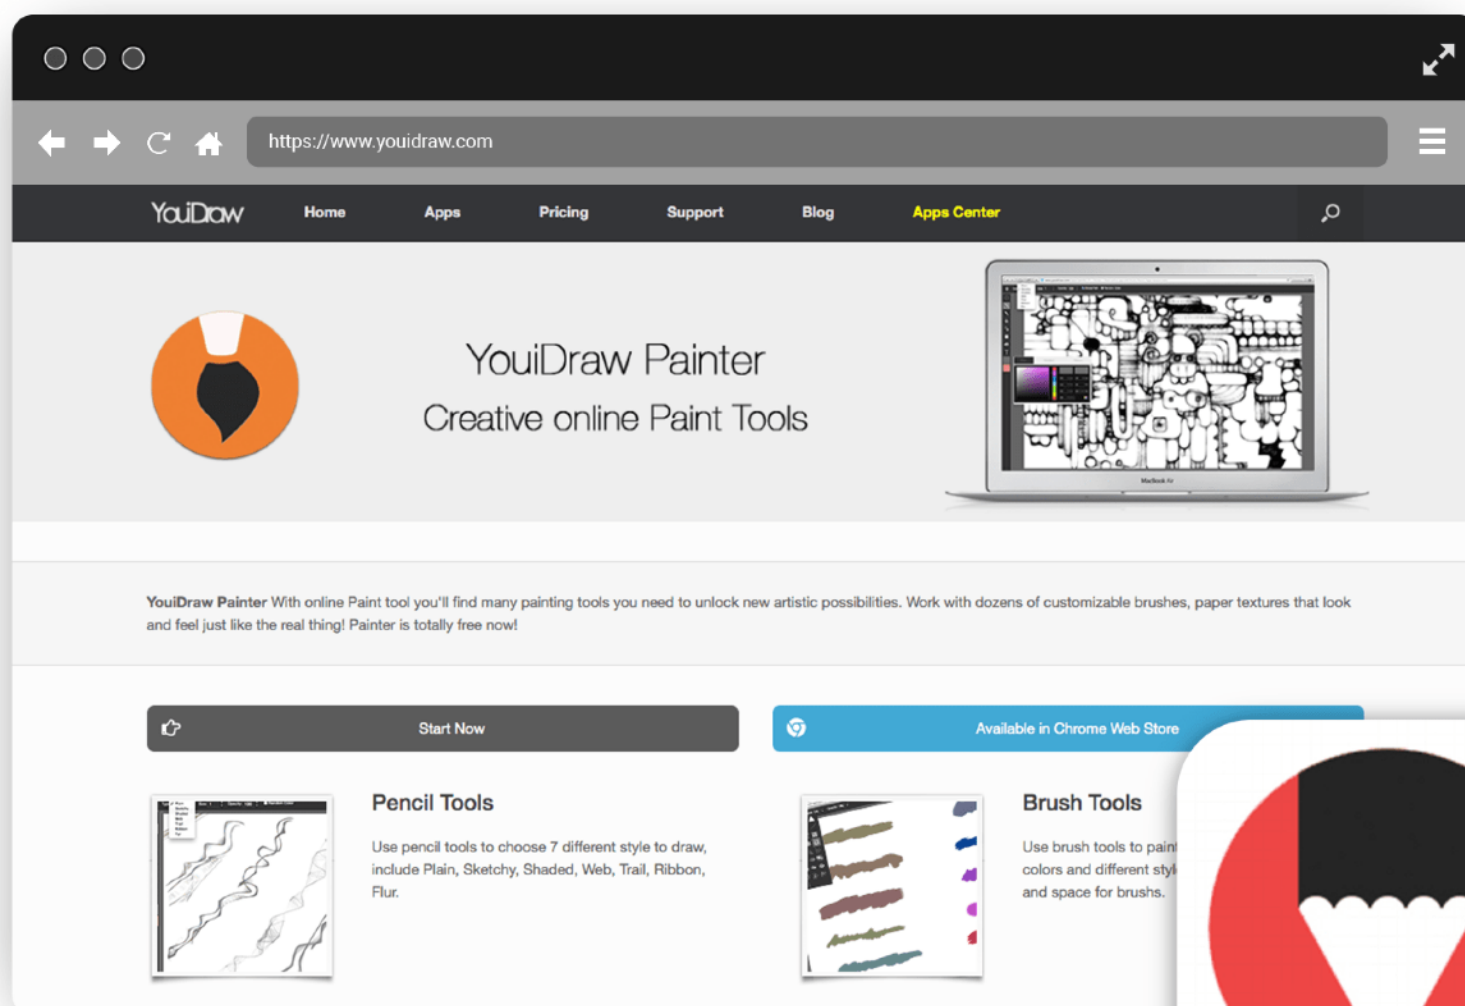 https://www.youidraw.com
YouiDraw Home Apps Pricing Support Blog Apps Center
YouiDraw Painter
Creative online Paint Tools
MacBook Air
YouiDraw Painter With online Paint tool you'll find many painting tools you need to unlock new artistic possibilities. Work with dozens of customizable brushes, paper textures that look
and feel just like the real thing! Painter is totally free now!
Start Now
Available in Chrome Web Store
Pencil Tools
Use pencil tools to choose 7 different style to draw,
include Plain, Sketchy, Shaded, Web, Trail, Ribbon,
Flur.
Brush Tools
Use brush tools to paint
colors and different
and space for brushs.